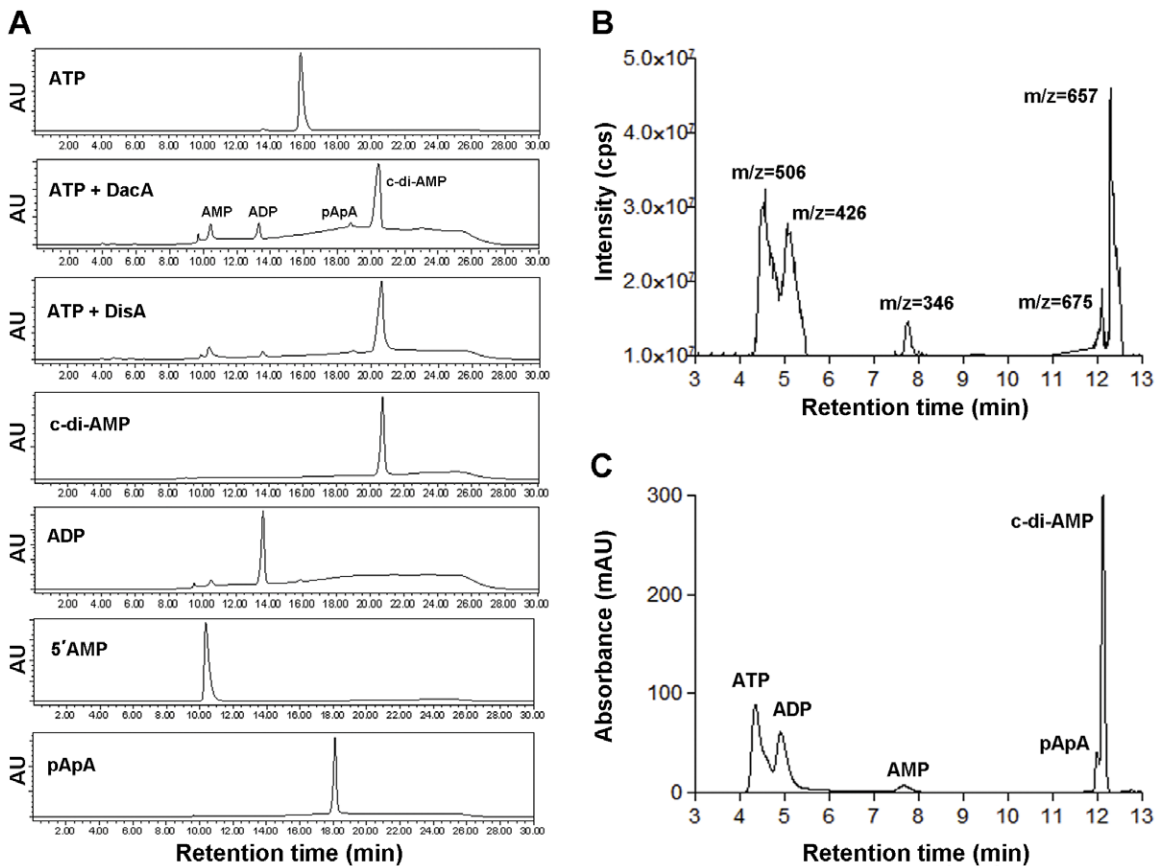 A
ATP
AU
2.00 4.00 6.00 8.00 10.00 12.00 14.00 16.00 18.00 20.00 22.00 24.00 26.00 28.00 30.00
ATP + DacA
AMP
ADP
pApA
c-di-AMP
AU
2.00 4.00 6.00 8.00 10.00 12.00 14.00 16.00 18.00 20.00 22.00 24.00 26.00 28.00 30.00
ATP + DisA
AU
2.00 4.00 6.00 8.00 10.00 12.00 14.00 16.00 18.00 20.00 22.00 24.00 26.00 28.00 30.00
c-di-AMP
AU
2.00 4.00 6.00 8.00 10.00 12.00 14.00 16.00 18.00 20.00 22.00 24.00 26.00 28.00 30.00
ADP
AU
2.00 4.00 6.00 8.00 10.00 12.00 14.00 16.00 18.00 20.00 22.00 24.00 26.00 28.00 30.00
5′AMP
AU
2.00 4.00 6.00 8.00 10.00 12.00 14.00 16.00 18.00 20.00 22.00 24.00 26.00 28.00 30.00
pApA
AU
2.00 4.00 6.00 8.00 10.00 12.00 14.00 16.00 18.00 20.00 22.00 24.00 26.00 28.00 30.00
Retention time (min)
B
Intensity (cps)
5.0x10⁷
4.0x10⁷
3.0x10⁷
2.0x10⁷
1.0x10⁷
m/z=506
m/z=426
m/z=346
m/z=675
m/z=657
3 4 5 6 7 8 9 10 11 12 13
Retention time (min)
C
Absorbance (mAU)
300
200
100
0
ATP
ADP
AMP
pApA
c-di-AMP
3 4 5 6 7 8 9 10 11 12 13
Retention time (min)